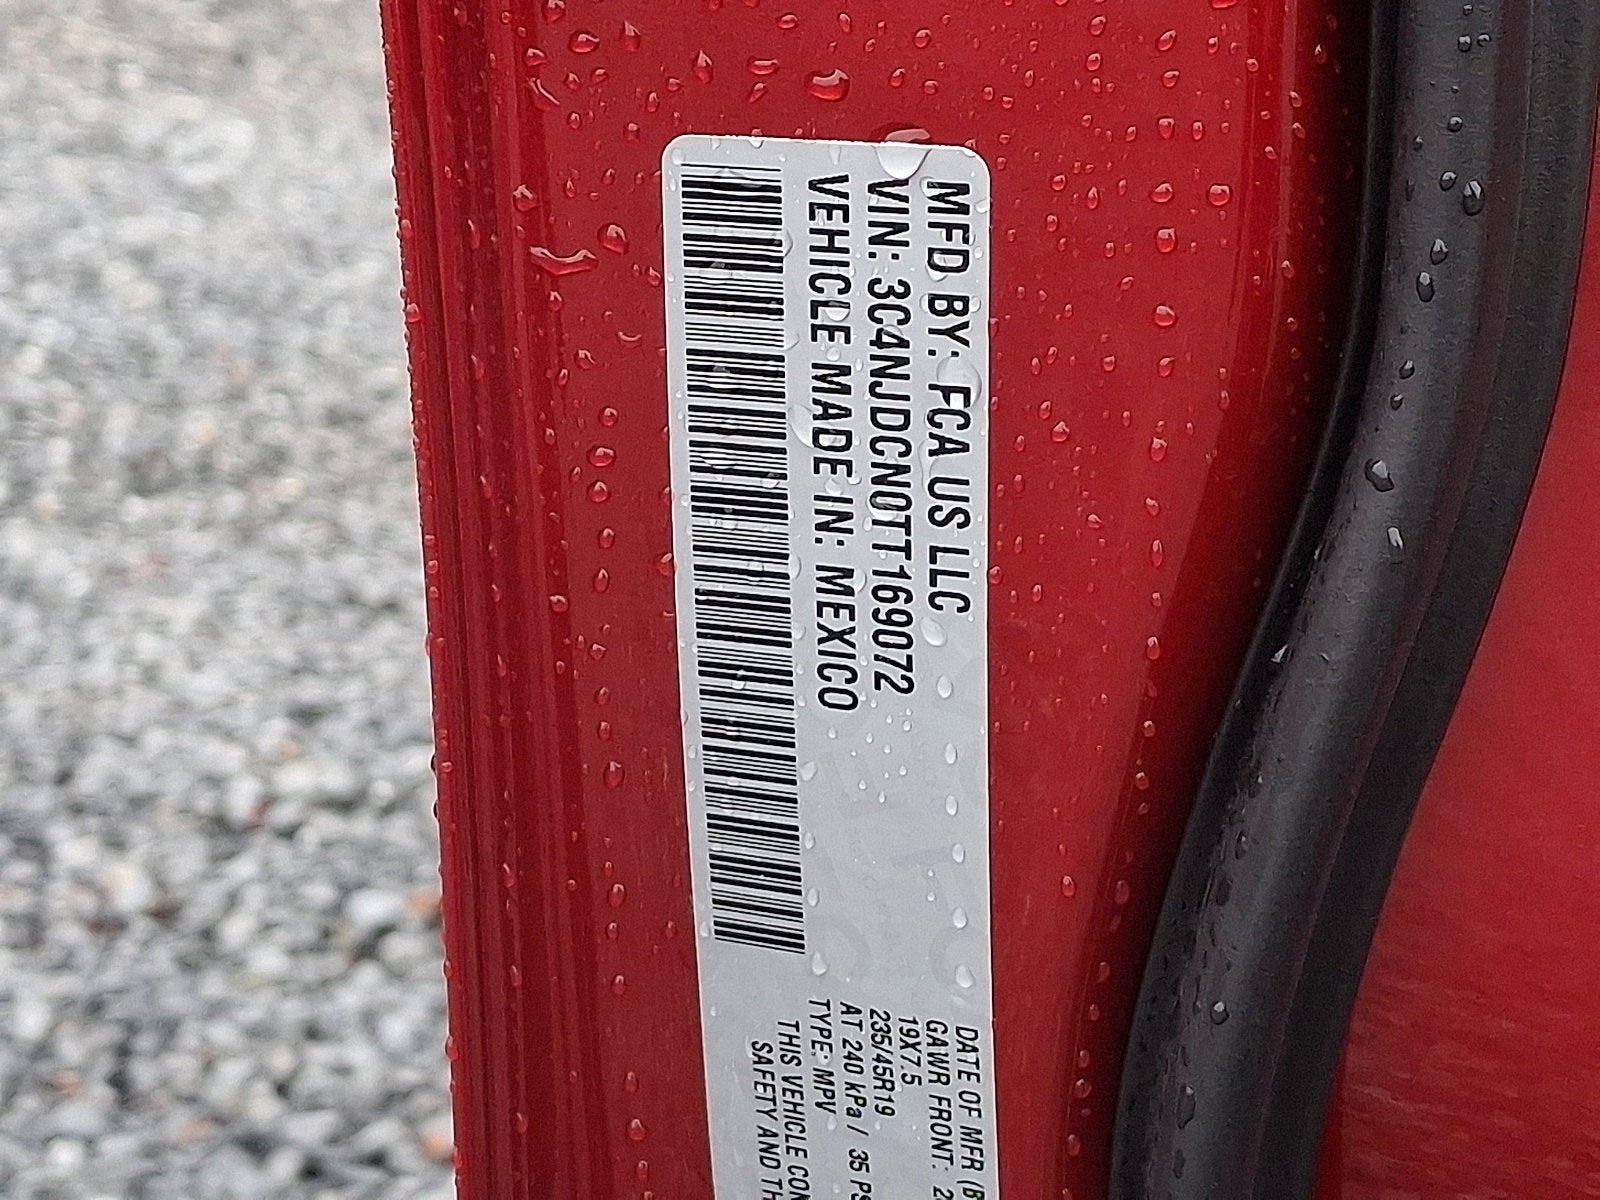 MFD BY: FCA US LLC
VIN: 3C4NJDCN0TT169072
VEHICLE MADE IN: MEXICO
DATE OF MFR
GAWR FRONT:
19X7.5
235/45R19
AT 240 kPa / 35
TYPE: MPV
THIS VEHICLE
SAFETY AND